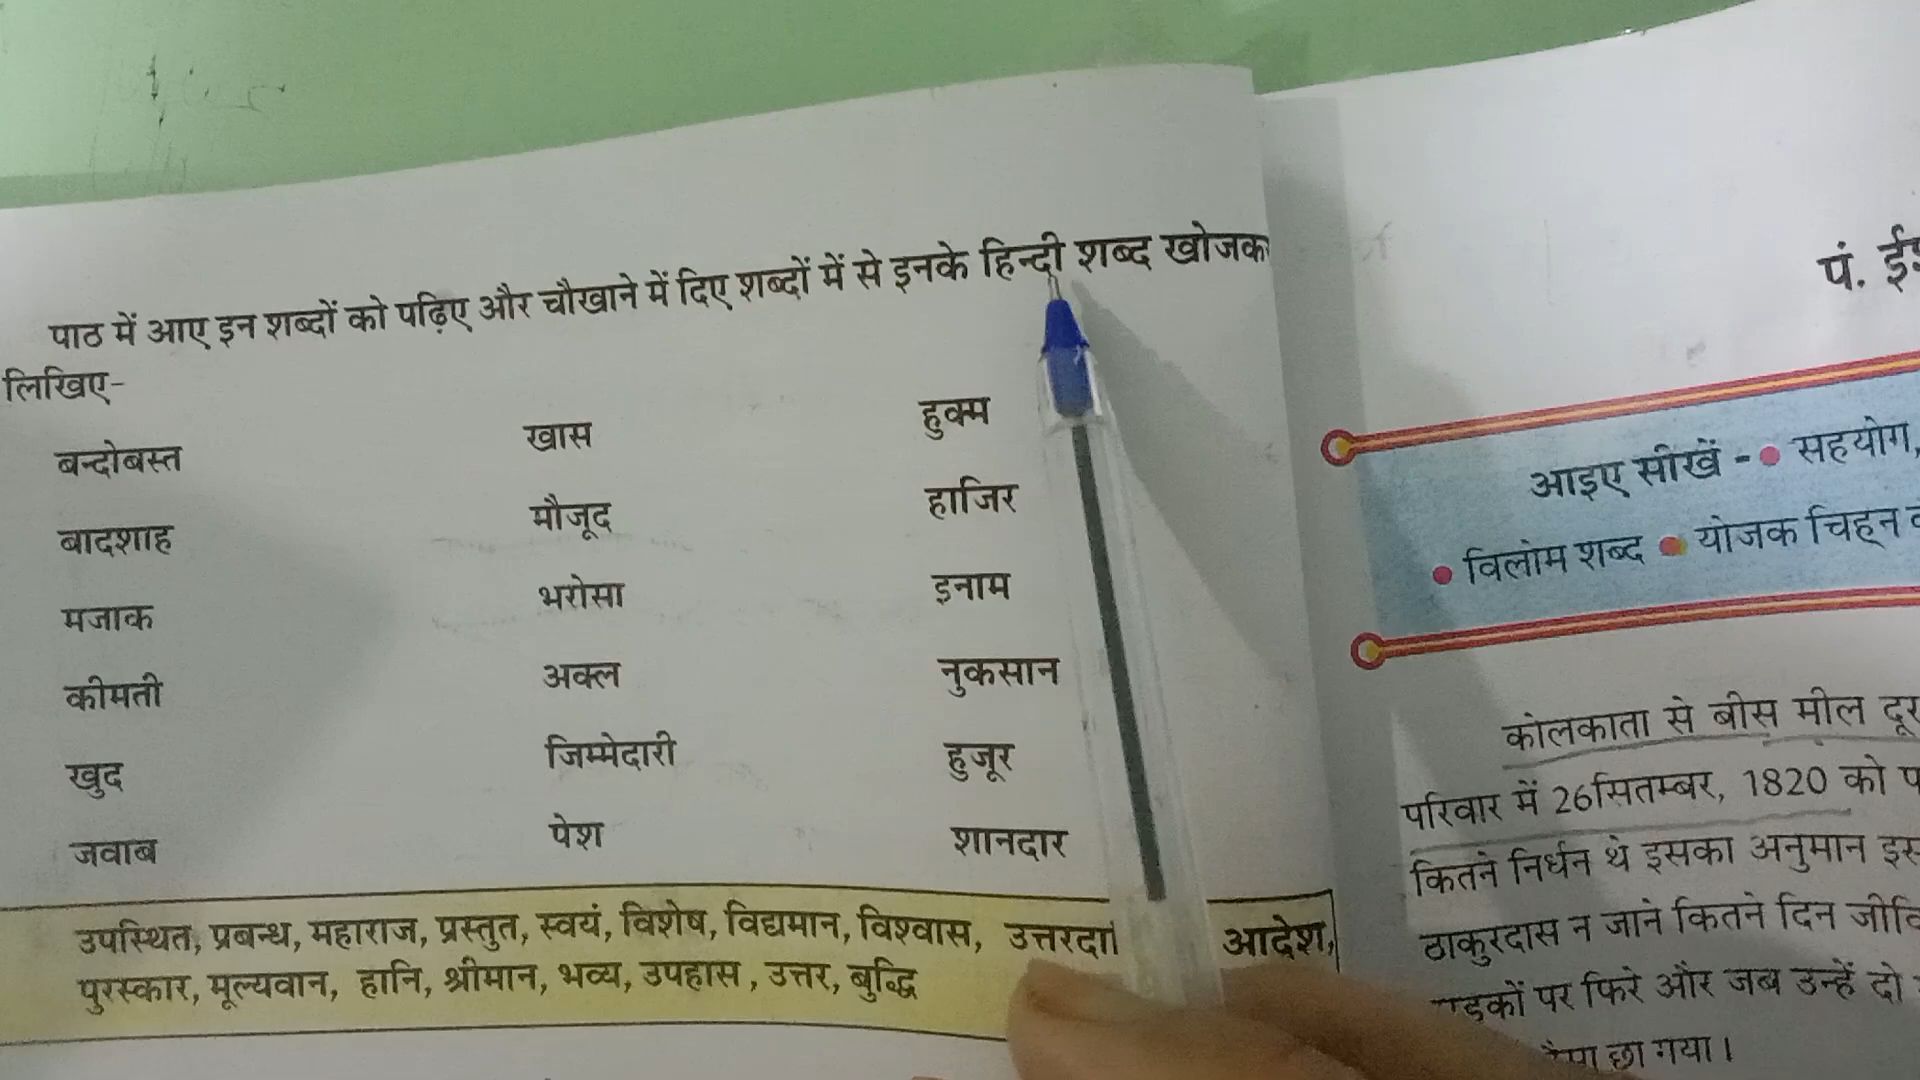 पाठ में आए इन शब्दों को पढ़िए और चौखाने में दिए शब्दों में से इनके हिन्दी शब्द खोजक
लिखिए-
बन्दोबस्त खास हुक्म
बादशाह मौजूद हाजिर
मजाक भरोसा इनाम
कीमती अक्ल नुकसान
खुद जिम्मेदारी हुजूर
जवाब पेश शानदार
उपस्थित, प्रबन्ध, महाराज, प्रस्तुत, स्वयं, विशेष, विद्यमान, विश्वास, आदेश,
पुरस्कार, मूल्यवान, हानि, श्रीमान, भव्य, उपहास , उत्तर, बुद्धि
पं.
आइए सीखें - • सहयोग,
• विलोम शब्द • योजक चिह्न
कोलकाता से बीस मील दूर
परिवार में 26सितम्बर, 1820 को
कितने निर्धन थे इसका अनुमान
ठाकुरदास न जाने कितने दिन
पर फिरे और जब उन्हें दो
छा गया।